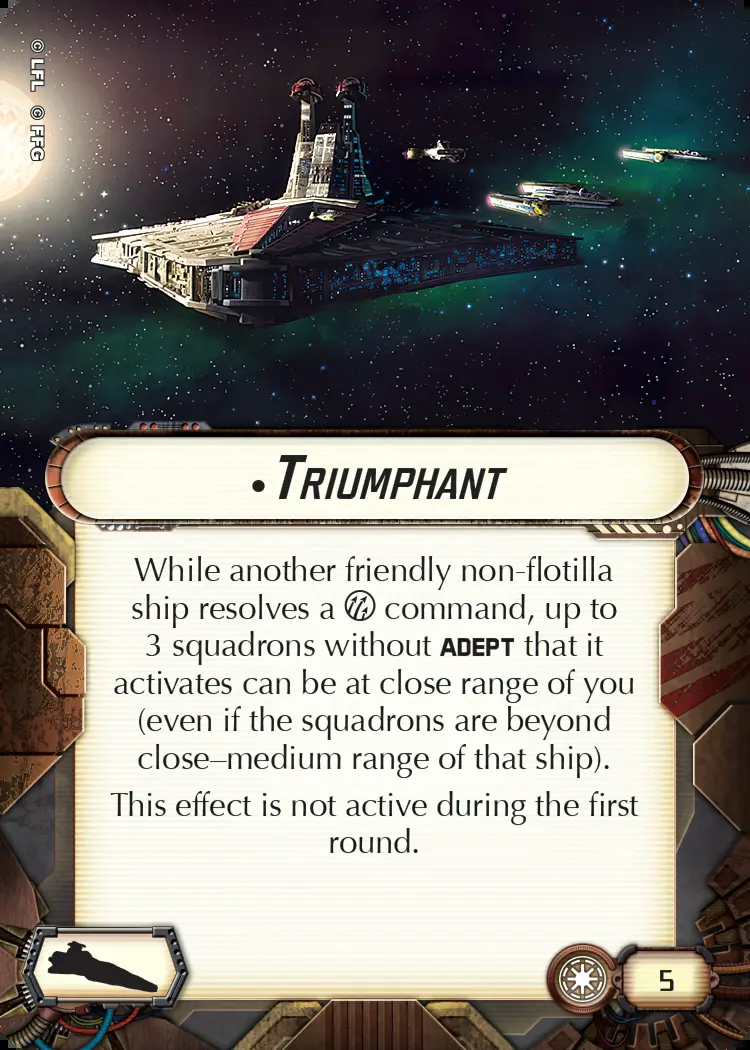 © LFL © FFG
• TRIUMPHANT
While another friendly non-flotilla
ship resolves a command, up to
3 squadrons without ADEPT that it
activates can be at close range of you
(even if the squadrons are beyond
close–medium range of that ship).
This effect is not active during the first
round.
5